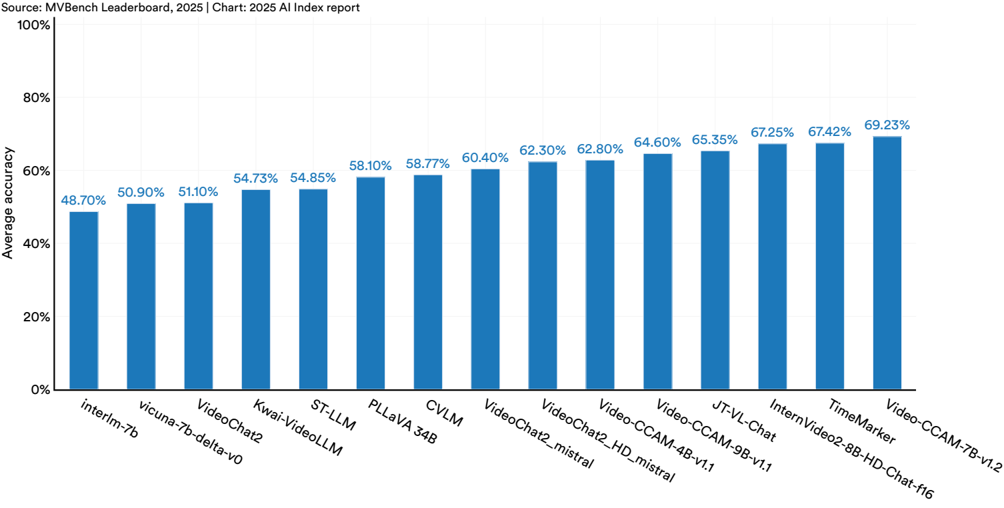 Source: MVBench Leaderboard, 2025 | Chart: 2025 AI Index report
100%
80%
60%
40%
20%
0%
Average accuracy
48.70%
50.90%
51.10%
54.73%
54.85%
58.10%
58.77%
60.40%
62.30%
62.80%
64.60%
65.35%
67.25%
67.42%
69.23%
interlm-7b
vicuna-7b-delta-v0
VideoChat2
Kwai-VideoLLM
ST-LLM
PLLaVA 34B
CVLM
VideoChat2_mistral
VideoChat2_HD_mistral
Video-CCAM-4B-v1.1
Video-CCAM-9B-v1.1
JT-VL-Chat
InternVideo2-8B-HD-Chat-f16
TimeMarker
Video-CCAM-7B-v1.2